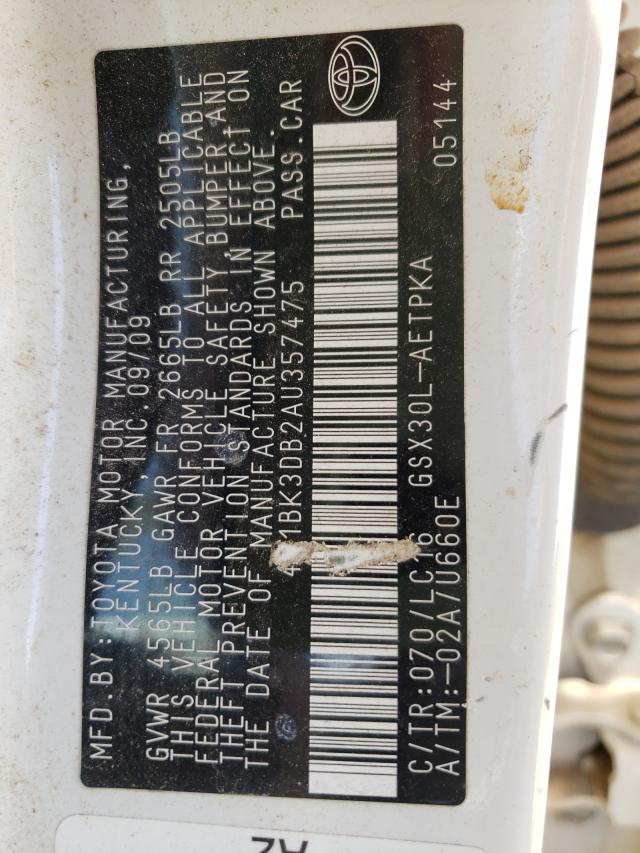 MFD.BY:TOYOTA MOTOR MANUFACTURING,
KENTUCKY, INC.09/09
GVWR 4565LB GAWR FR 2665LB RR 2505LB
THIS VEHICLE CONFORMS TO ALL APPLICABLE
FEDERAL MOTOR VEHICLE SAFETY BUMPER AND
THEFT PREVENTION STANDARDS IN EFFECT ON
THE DATE OF MANUFACTURE SHOWN ABOVE.
4 BK3DB2AU357475 PASS.CAR
C/TR:070/LC16 GSX30L-AETPKA
A/TM:-02A/U660E 05144